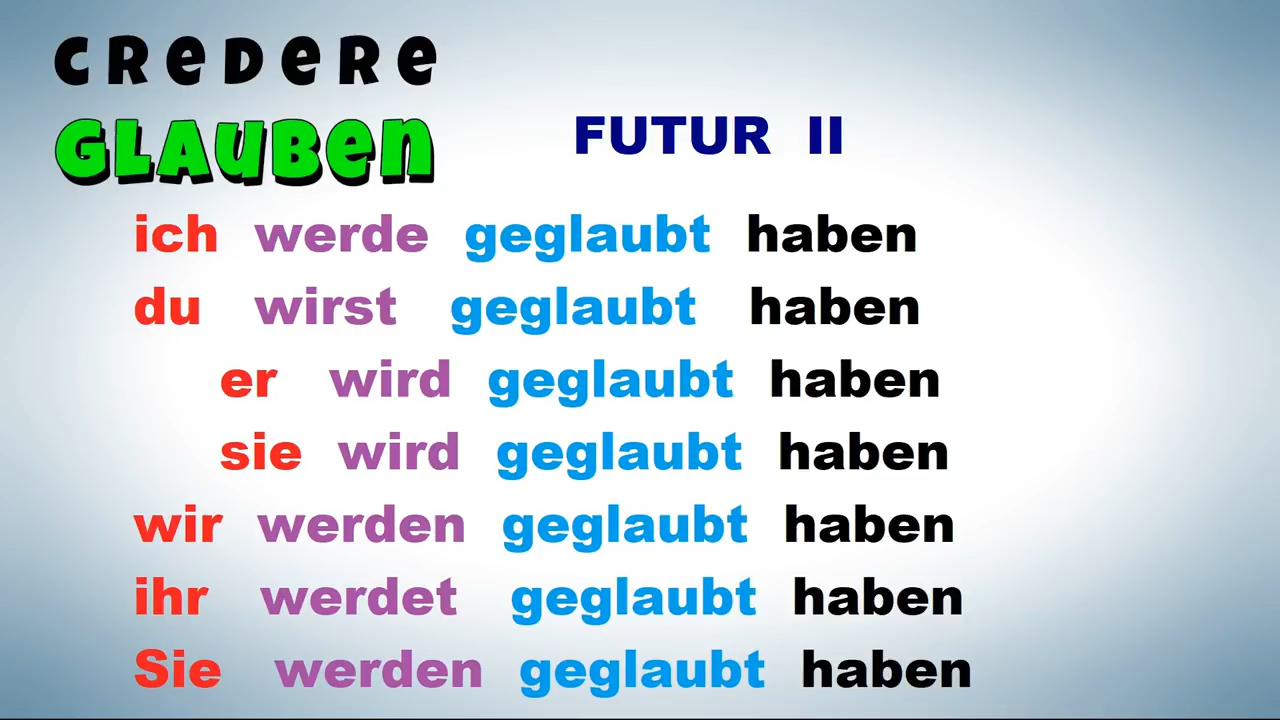 CREDERE
GLAUBEN
FUTUR II
ich werde geglaubt haben
du wirst geglaubt haben
er wird geglaubt haben
sie wird geglaubt haben
wir werden geglaubt haben
ihr werdet geglaubt haben
Sie werden geglaubt haben